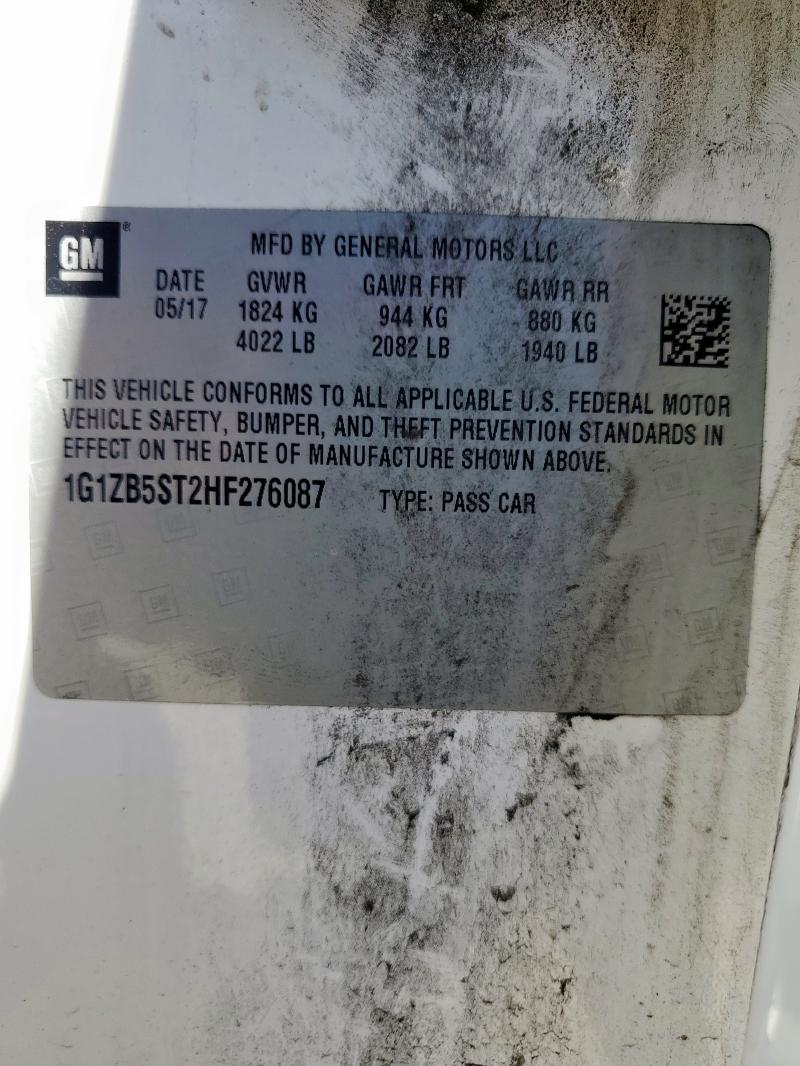 GM®
MFD BY GENERAL MOTORS LLC
DATE GVWR GAWR FRT GAWR RR
05/17 1824 KG 944 KG 880 KG
4022 LB 2082 LB 1940 LB
THIS VEHICLE CONFORMS TO ALL APPLICABLE U.S. FEDERAL MOTOR
VEHICLE SAFETY, BUMPER, AND THEFT PREVENTION STANDARDS IN
EFFECT ON THE DATE OF MANUFACTURE SHOWN ABOVE.
1G1ZB5ST2HF276087 TYPE: PASS CAR